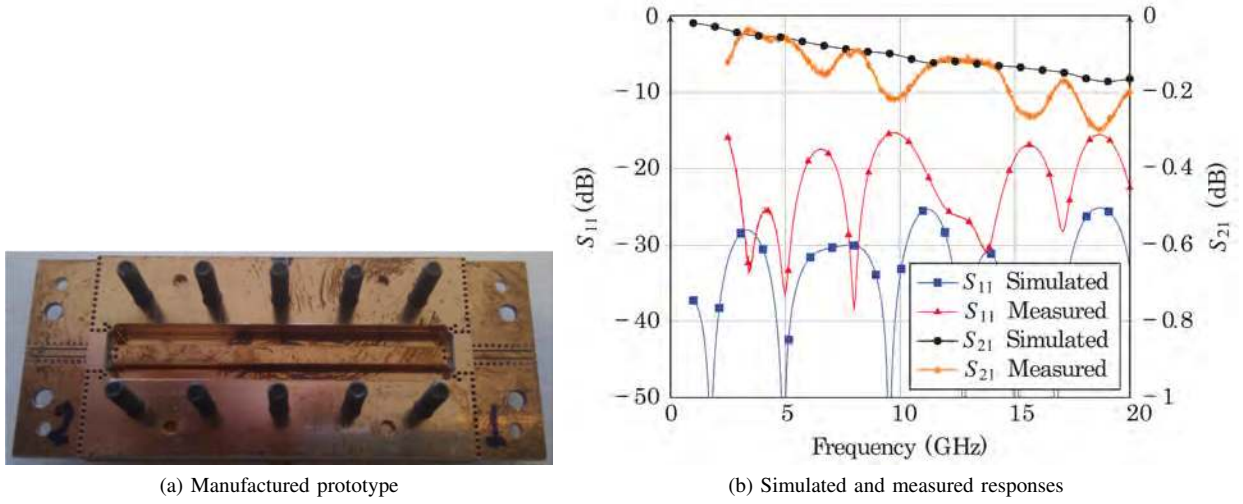 0
−10
−20
−30
−40
−50
S11 (dB)
0
−0.2
−0.4
−0.6
−0.8
−1
S21 (dB)
S11 Simulated
S11 Measured
S21 Simulated
S21 Measured
0 5 10 15 20
Frequency (GHz)
2
1
(a) Manufactured prototype
(b) Simulated and measured responses